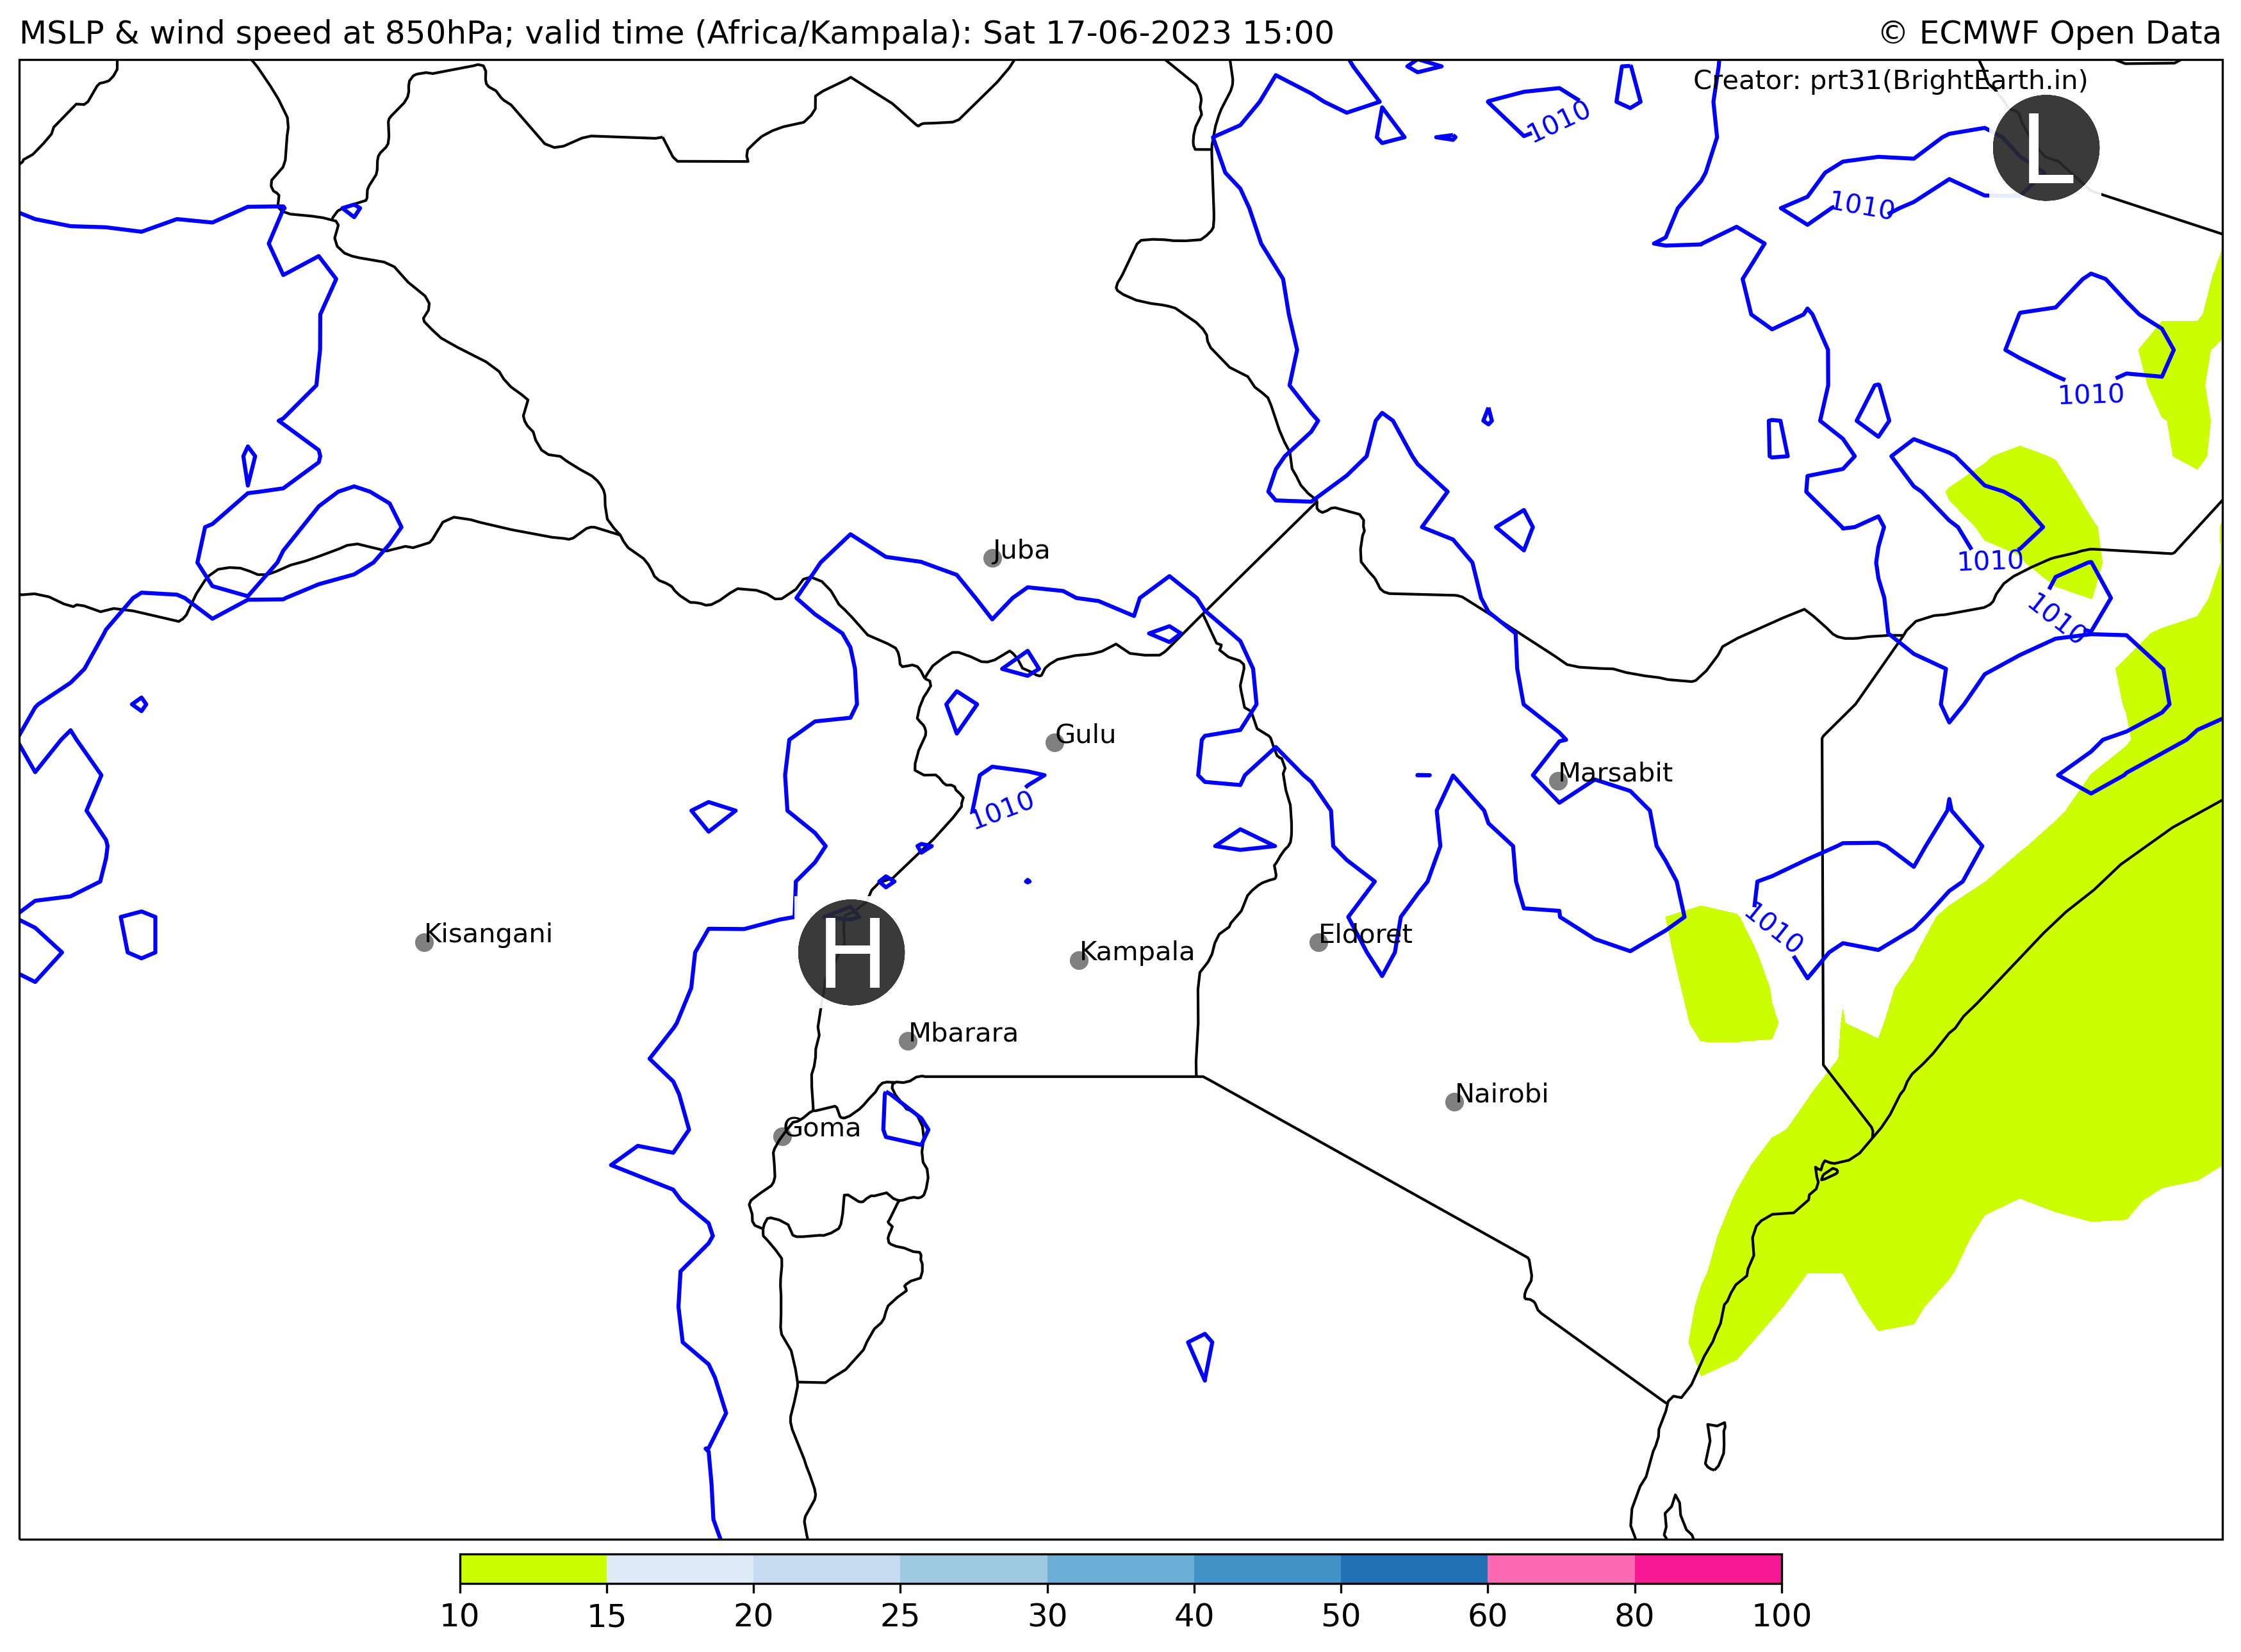 MSLP & wind speed at 850hPa; valid time (Africa/Kampala): Sat 17-06-2023 15:00
© ECMWF Open Data
Creator: prt31(BrightEarth.in)
1010
L
1010
1010
Juba
1010
1010
Gulu
Marsabit
1010
1010
Kisangani
H
Kampala
Eldoret
Mbarara
Nairobi
Goma
10 15 20 25 30 40 50 60 80 100